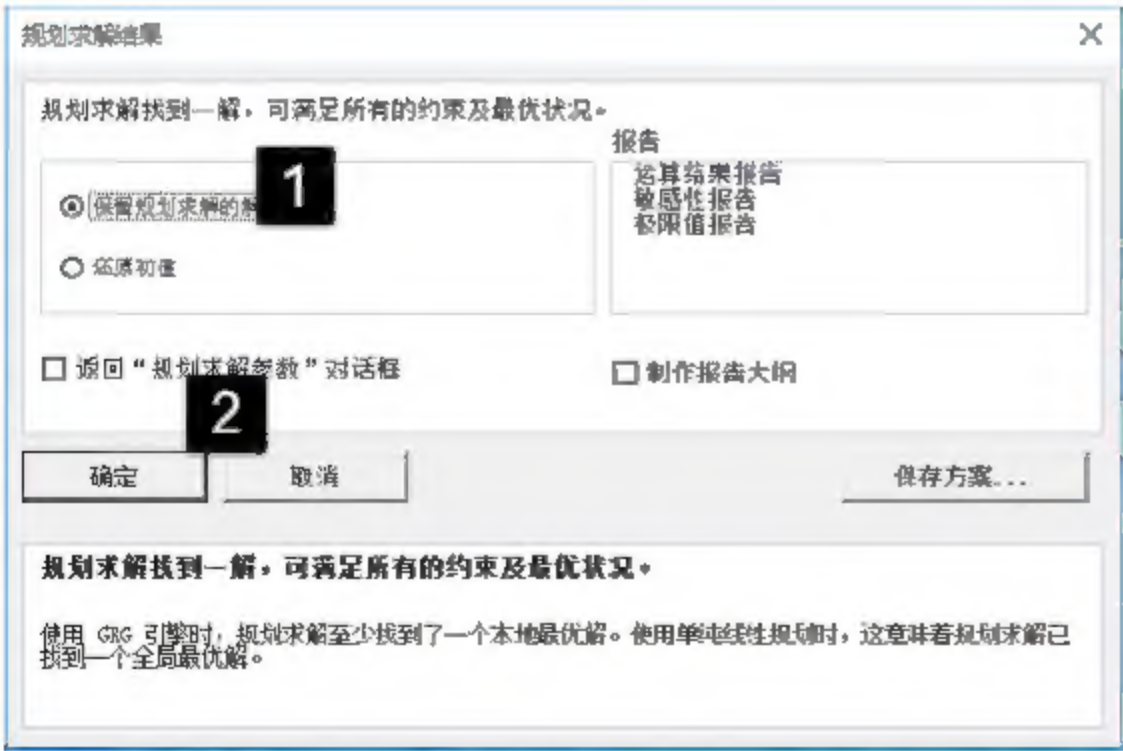 规划求解结果
规划求解找到一解，可满足所有的约束及最优状况。
报告
1
保留规划求解的解
运算结果报告
敏感性报告
极限值报告
还原初值
返回“规划求解参数”对话框
制作报告大纲
2
确定
取消
保存方案...
规划求解找到一解，可满足所有的约束及最优状况。
使用 GRG 引擎时，规划求解至少找到了一个本地最优解。使用单纯线性规划时，这意味着规划求解已
找到一个全局最优解。